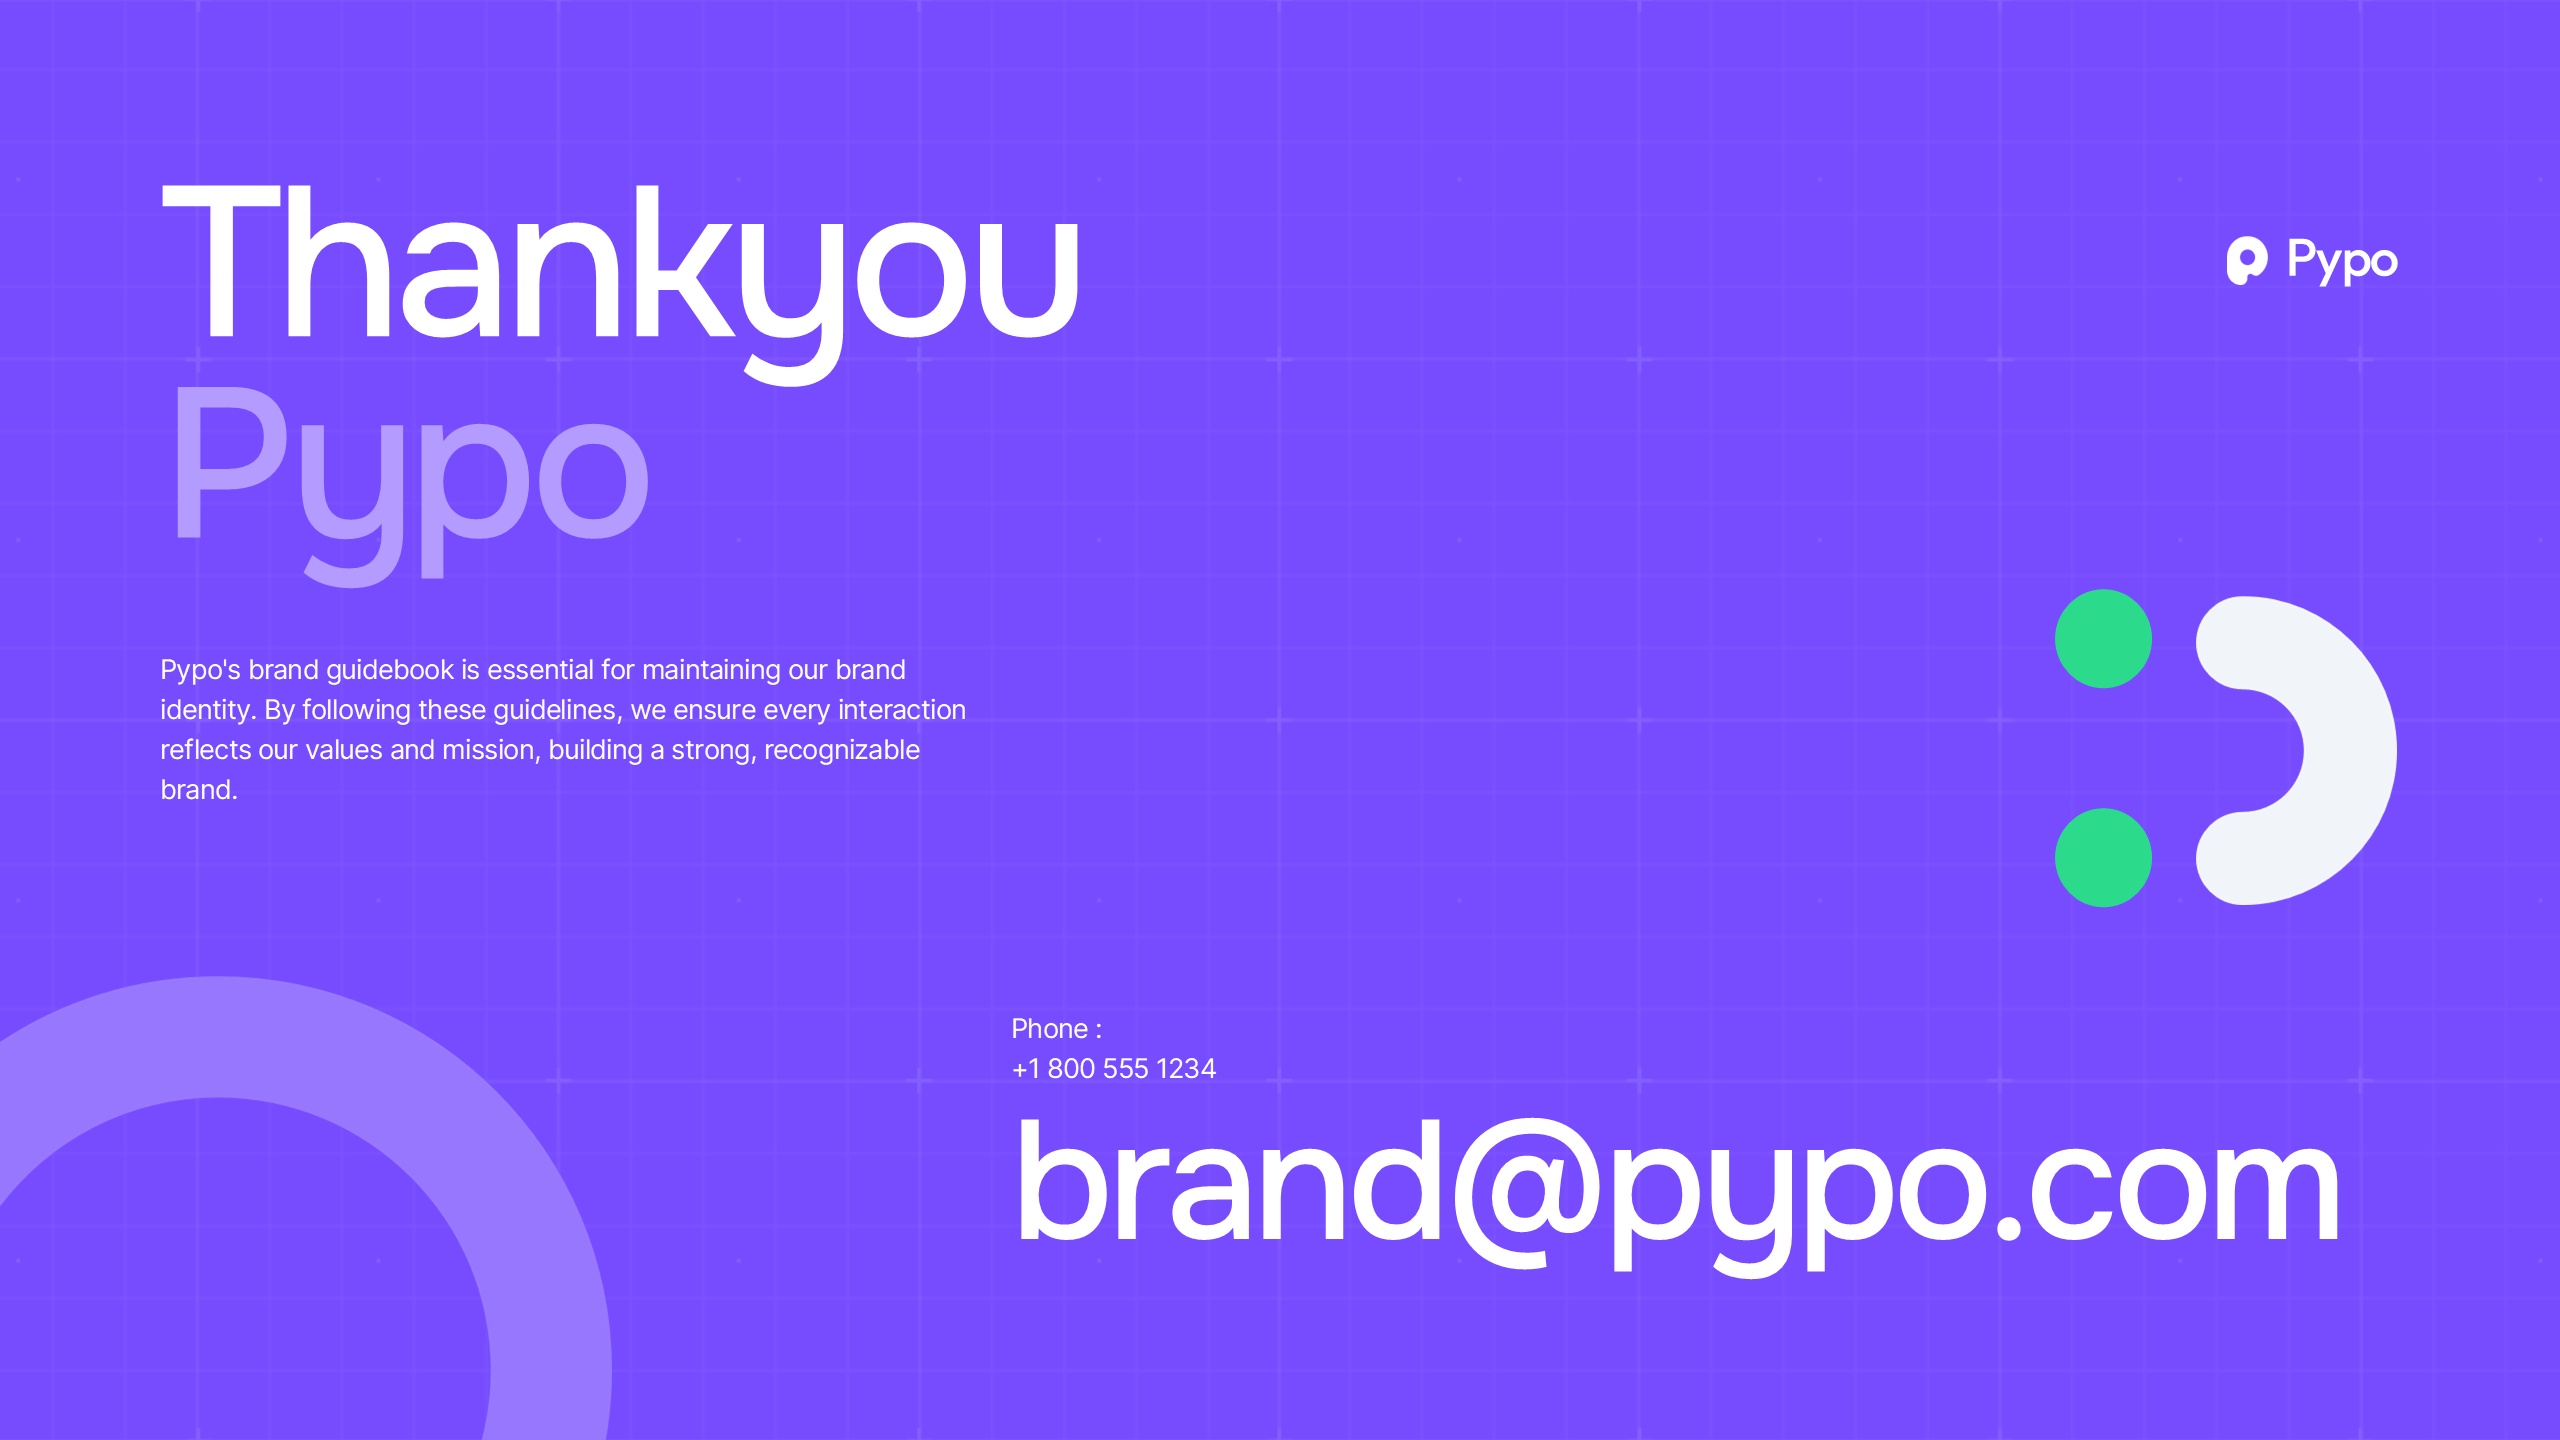 Thankyou
Pypo
Pypo
Pypo's brand guidebook is essential for maintaining our brand
identity. By following these guidelines, we ensure every interaction
reflects our values and mission, building a strong, recognizable
brand.
Phone :
+1 800 555 1234
brand@pypo.com